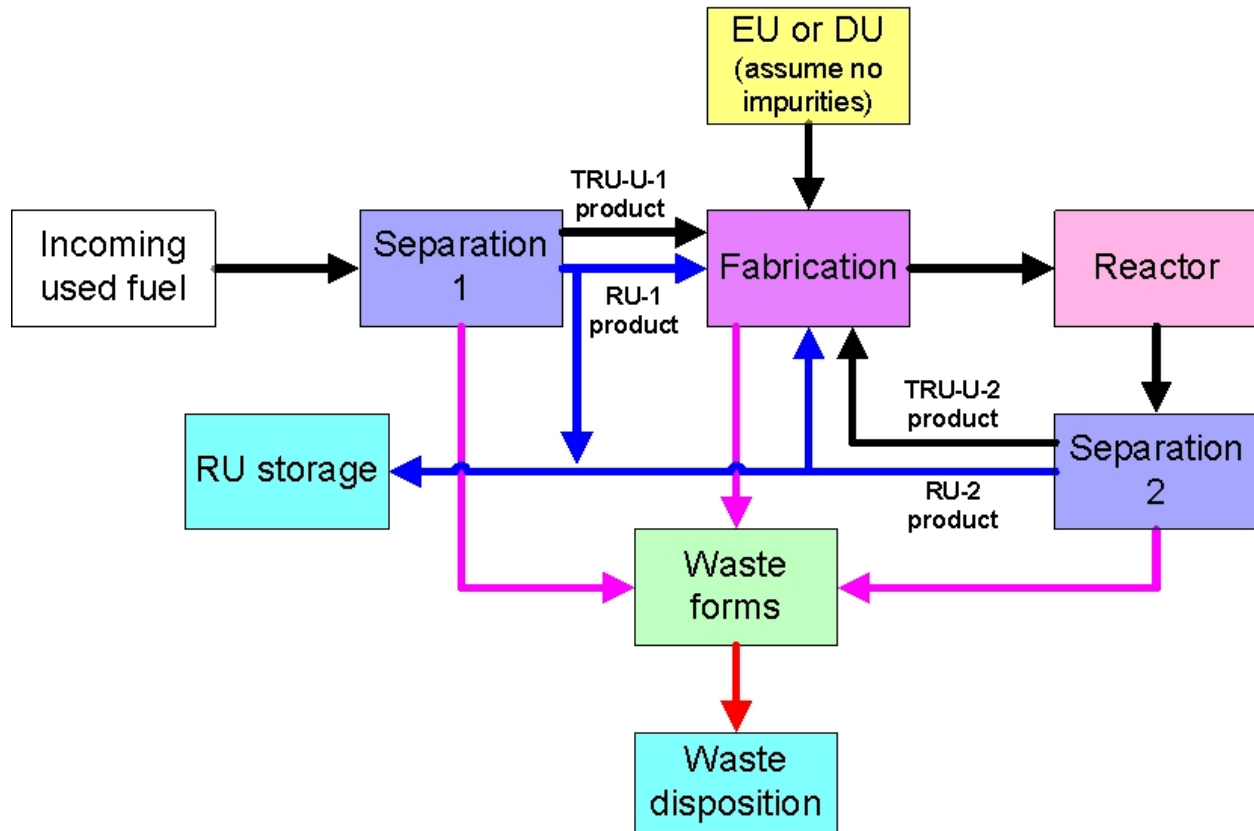 EU or DU
(assume no
impurities)
TRU-U-1
product
Incoming
used fuel
Separation
1
Fabrication
Reactor
RU-1
product
TRU-U-2
product
RU storage
Separation
2
RU-2
product
Waste
forms
Waste
disposition